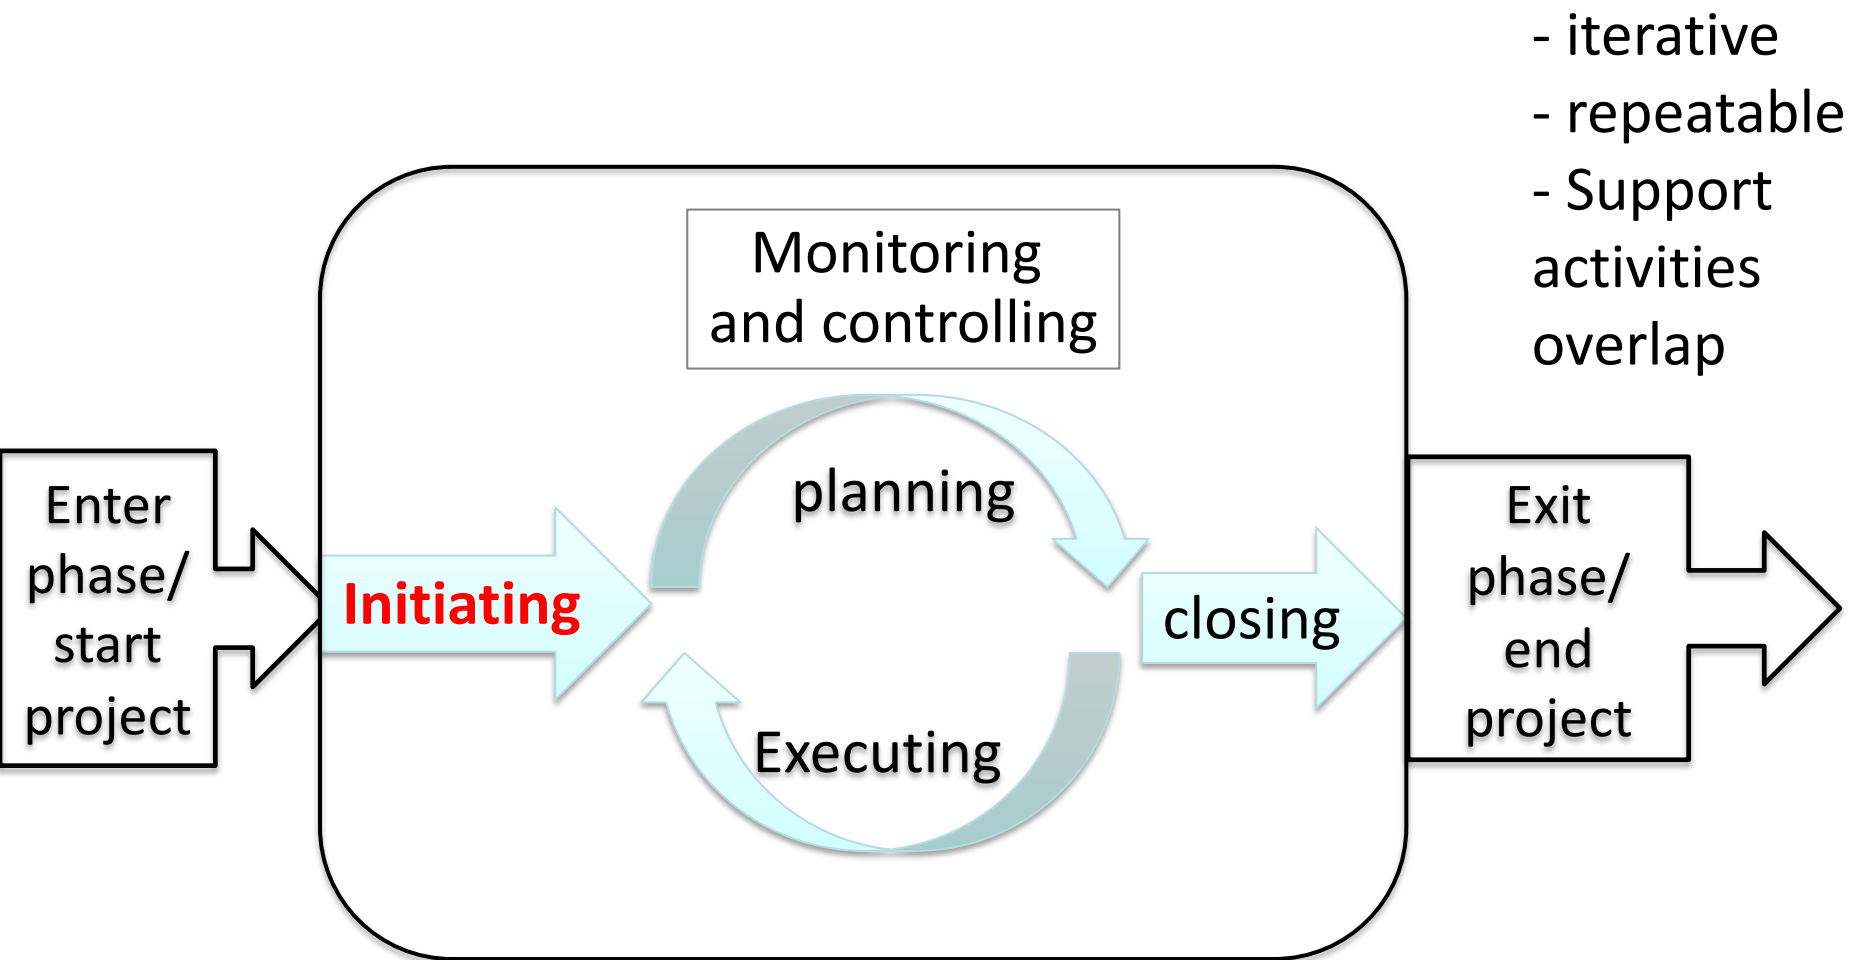 - iterative
- repeatable
- Support
activities
overlap
Monitoring
and controlling
Enter
phase/
start
project
Initiating
planning
Executing
closing
Exit
phase/
end
project